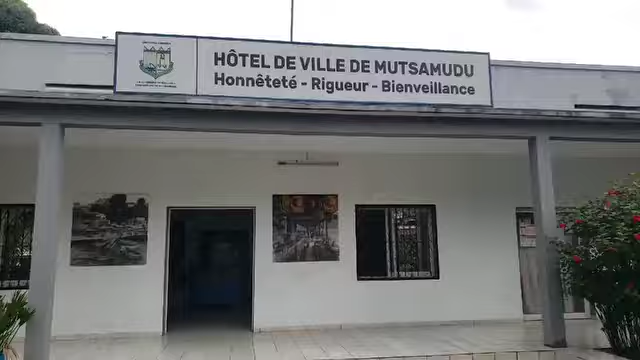 HÔTEL DE VILLE DE MUTSAMUDU
Honnêteté - Rigueur - Bienveillance